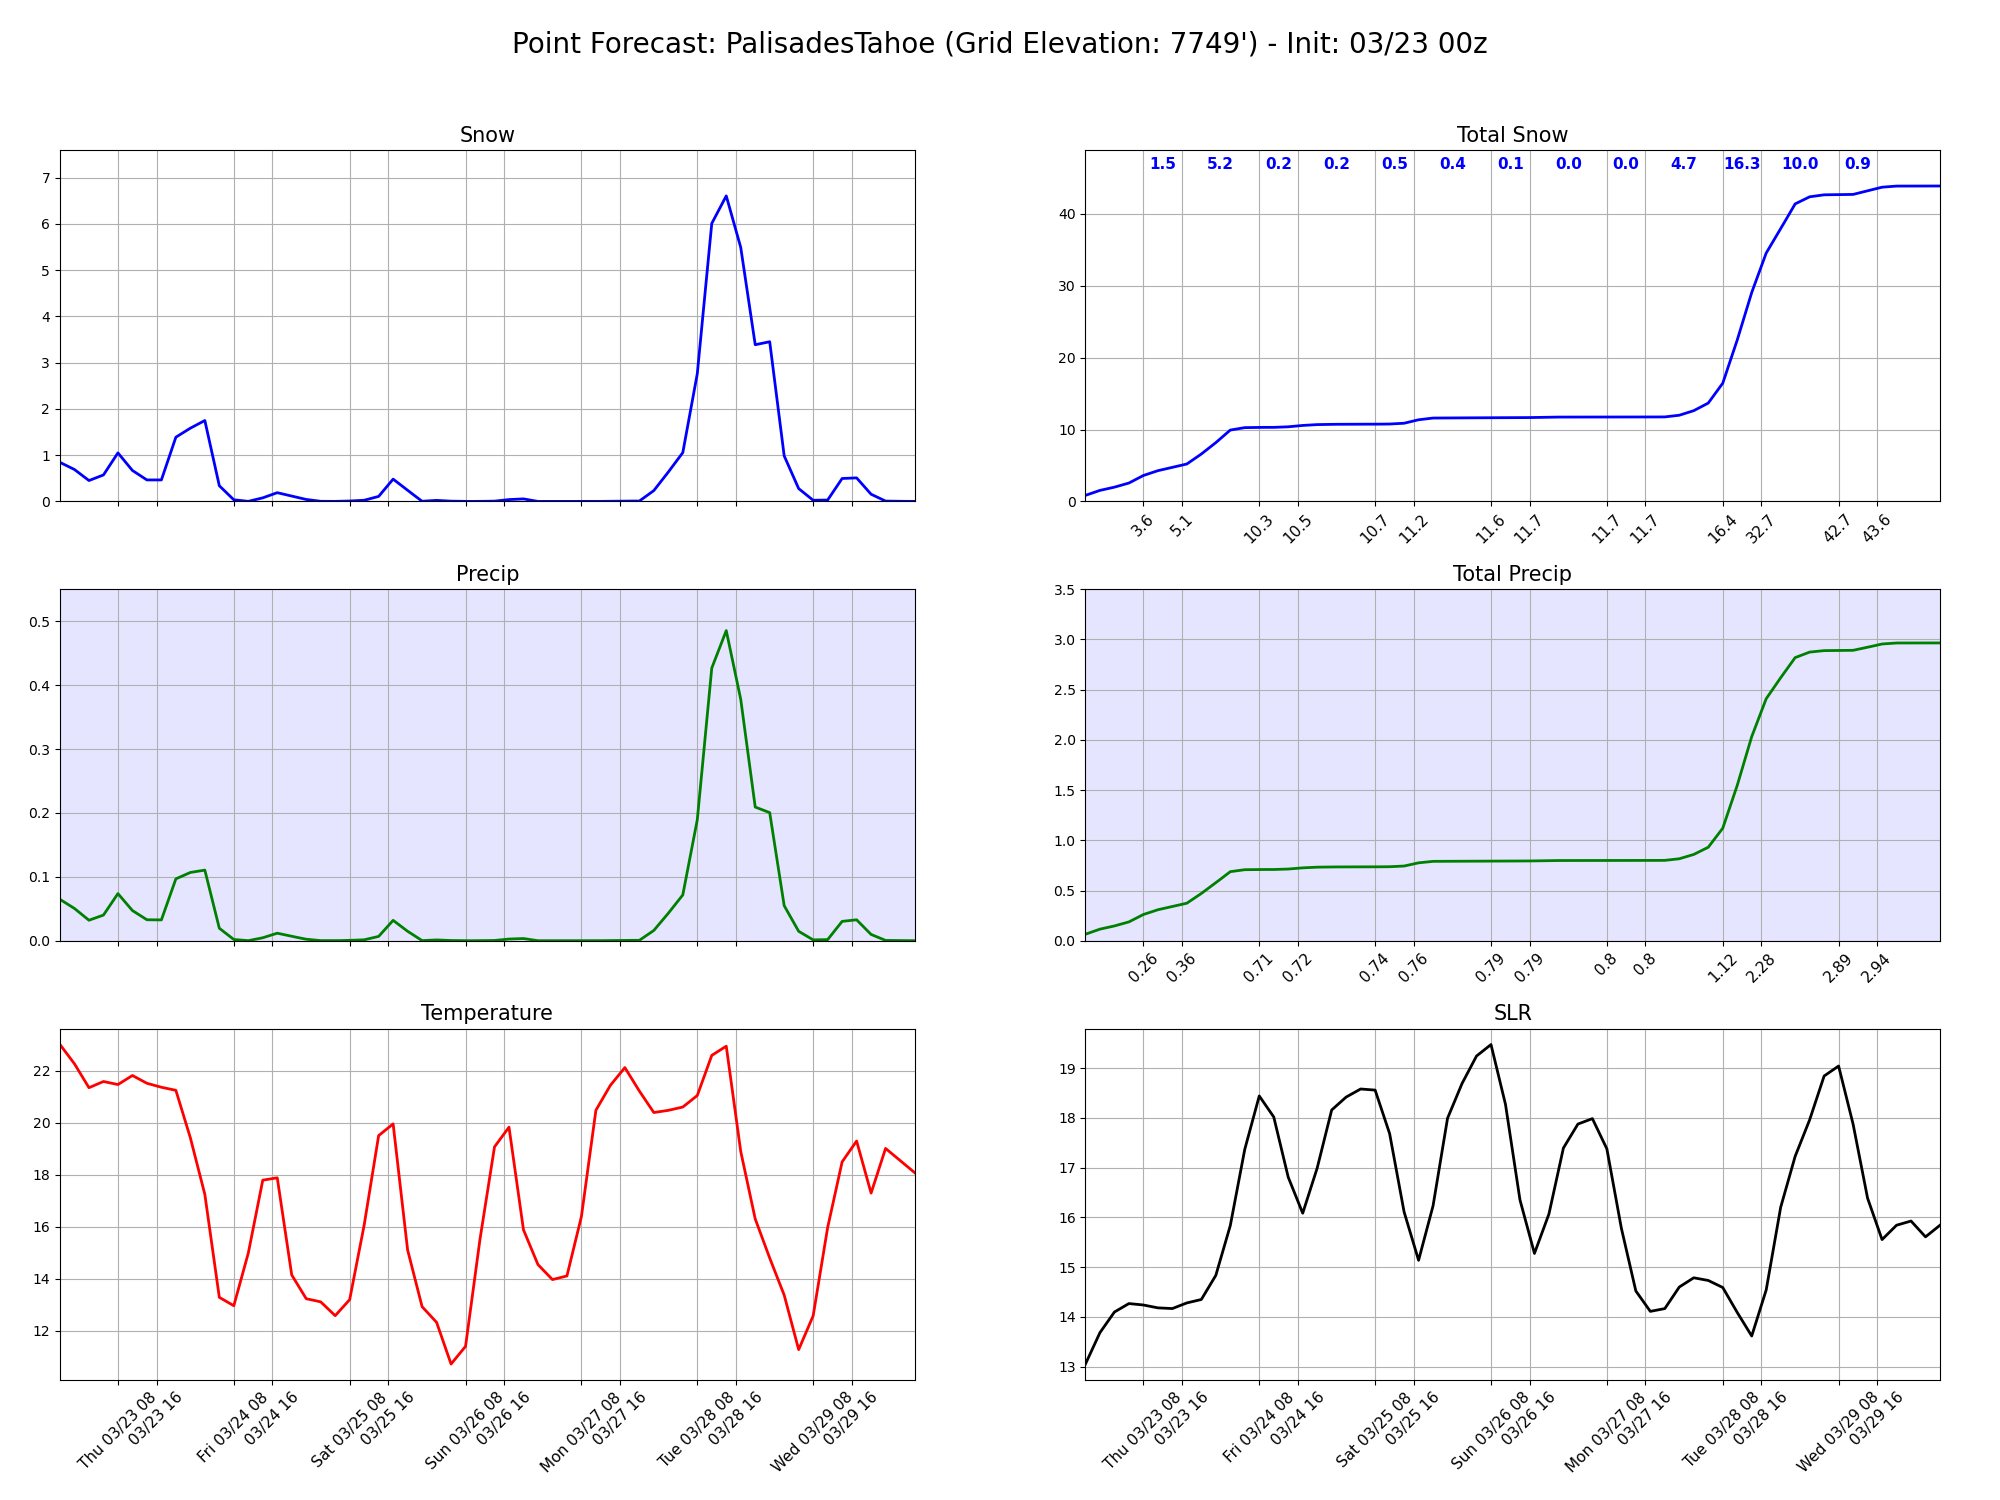 Point Forecast: PalisadesTahoe (Grid Elevation: 7749') - Init: 03/23 00z
Snow
7
6
5
4
3
2
1
0
Total Snow
1.5 5.2 0.2 0.2 0.5 0.4 0.1 0.0 0.0 4.7 16.3 10.0 0.9
40
30
20
10
0
3.6 5.1 10.3 10.5 10.7 11.2 11.6 11.7 11.7 11.7 16.4 32.7 42.7 43.6
Precip
0.5
0.4
0.3
0.2
0.1
0.0
Total Precip
3.5
3.0
2.5
2.0
1.5
1.0
0.5
0.0
0.26 0.36 0.71 0.72 0.74 0.76 0.79 0.79 0.8 0.8 1.12 2.28 2.89 2.94
Temperature
22
20
18
16
14
12
Thu 03/23 08
03/23 16
Fri 03/24 08
03/24 16
Sat 03/25 08
03/25 16
Sun 03/26 08
03/26 16
Mon 03/27 08
03/27 16
Tue 03/28 08
03/28 16
Wed 03/29 08
03/29 16
SLR
19
18
17
16
15
14
13
Thu 03/23 08
03/23 16
Fri 03/24 08
03/24 16
Sat 03/25 08
03/25 16
Sun 03/26 08
03/26 16
Mon 03/27 08
03/27 16
Tue 03/28 08
03/28 16
Wed 03/29 08
03/29 16